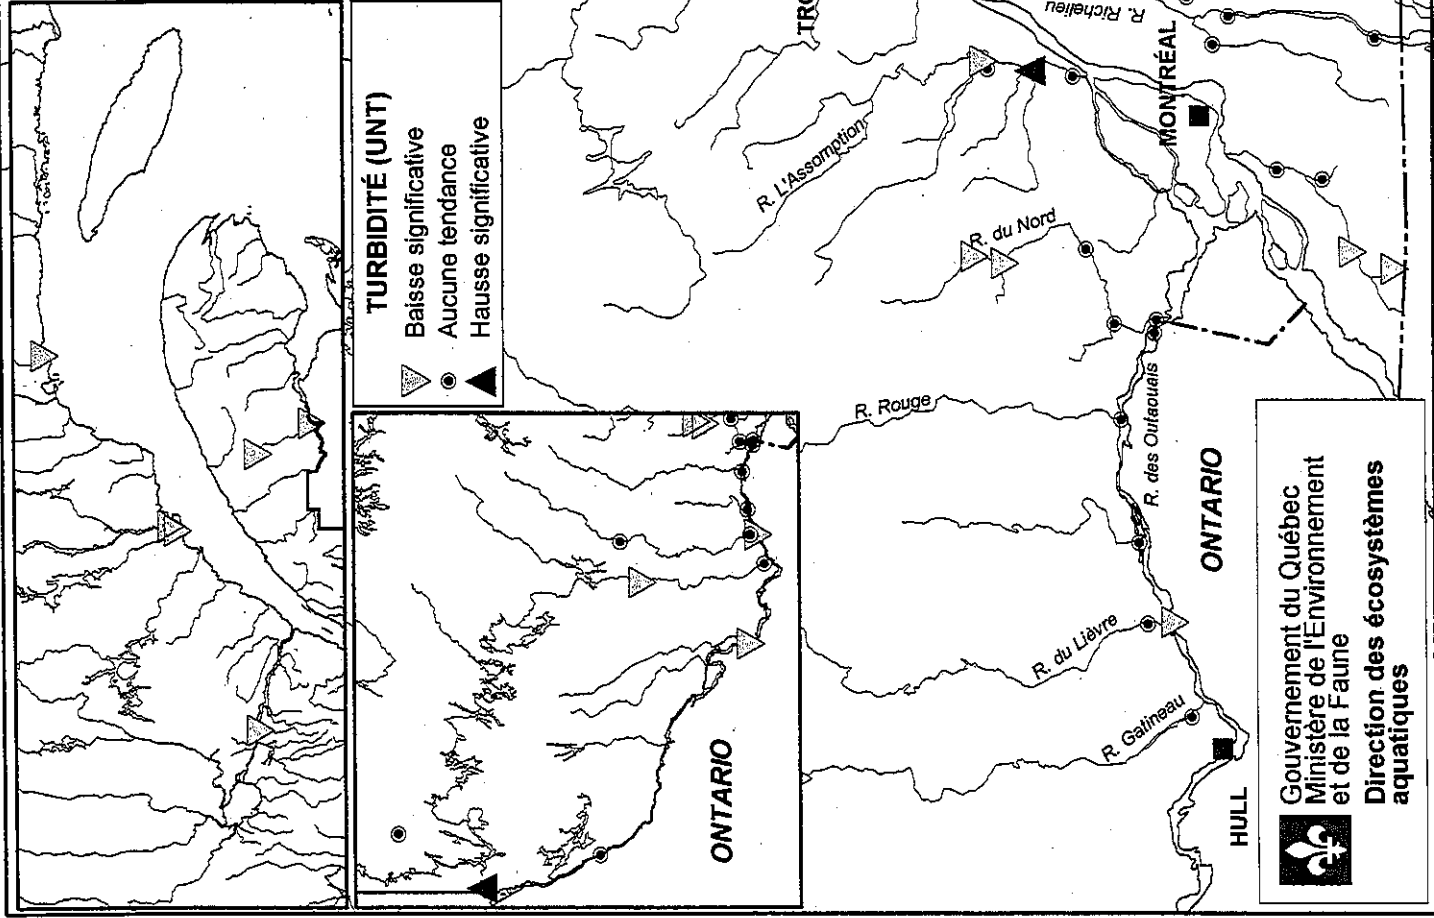 TURBIDITÉ (UNT)
Baisse significative
Aucune tendance
Hausse significative
R. Richelieu
MONTRÉAL
R. L'Assomption
R. du Nord
R. Rouge
R. des Outaouais
ONTARIO
R. du Lièvre
R. Gatineau
HULL
ONTARIO
Gouvernement du Québec
Ministère de l'Environnement
et de la Faune
Direction des écosystèmes
aquatiques